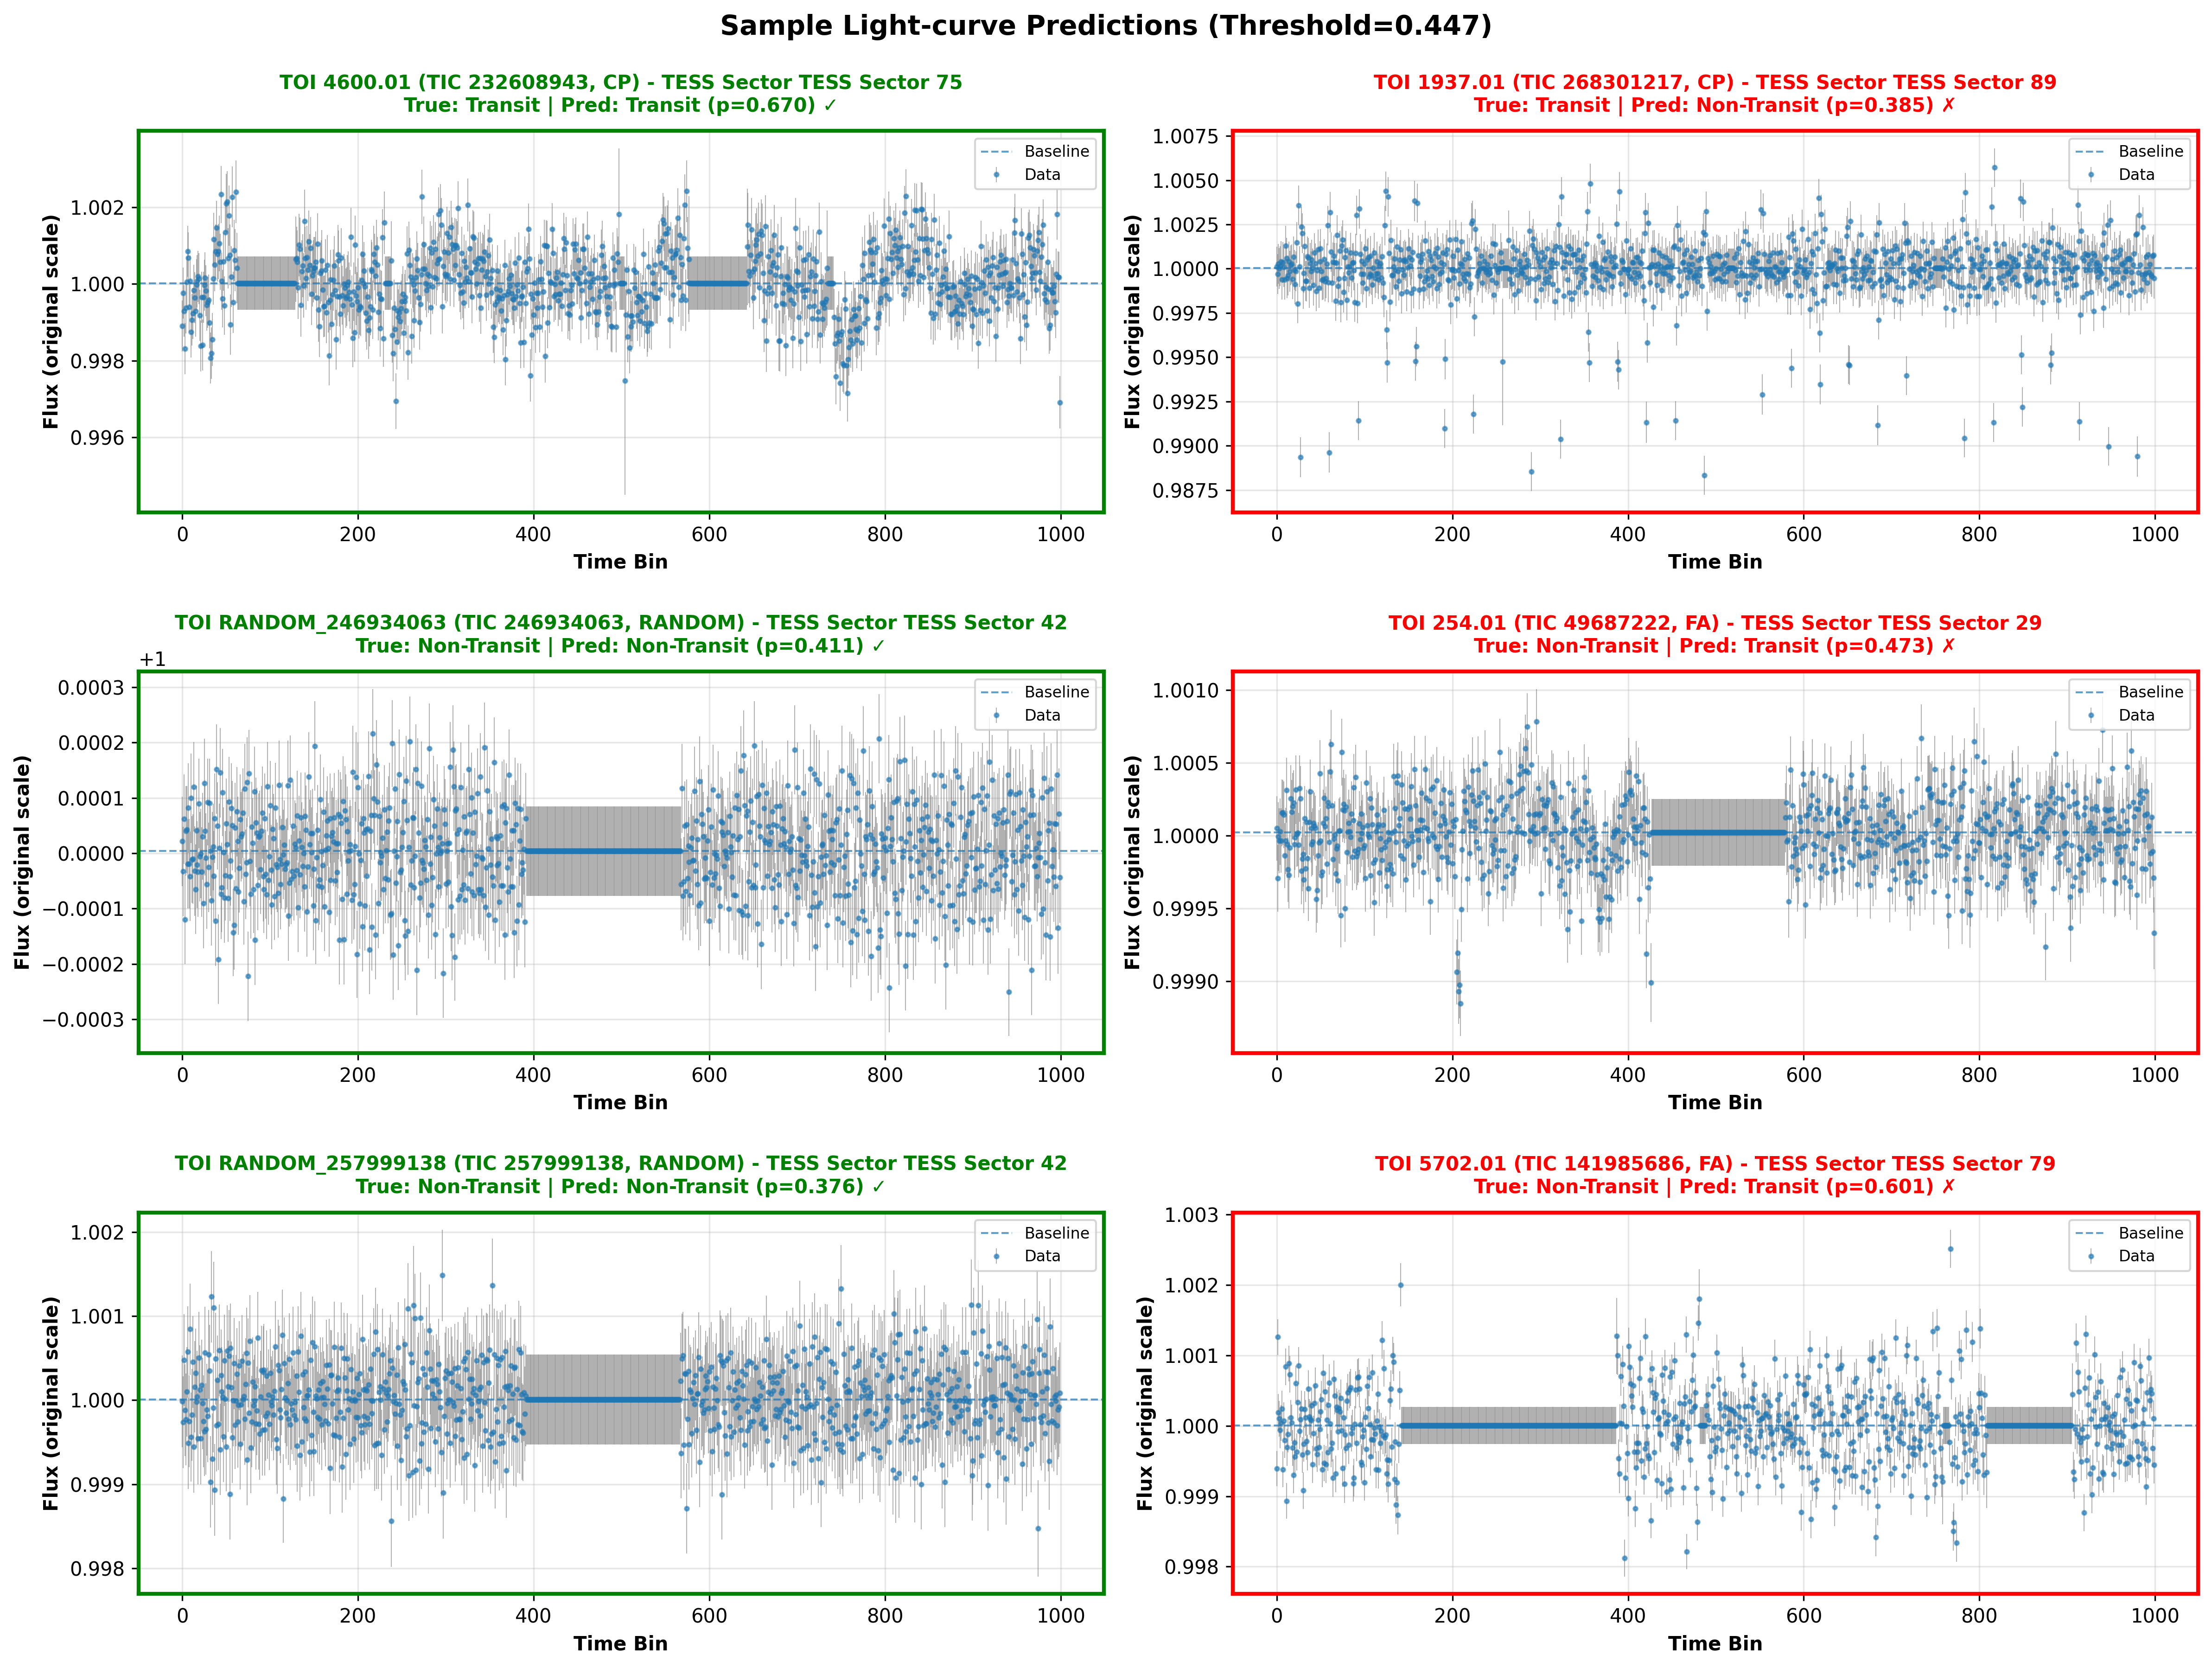 Sample Light-curve Predictions (Threshold=0.447)
TOI 4600.01 (TIC 232608943, CP) - TESS Sector TESS Sector 75
True: Transit | Pred: Transit (p=0.670) ✓
Baseline
Data
1.002
1.000
0.998
0.996
Flux (original scale)
0 200 400 600 800 1000
Time Bin
TOI 1937.01 (TIC 268301217, CP) - TESS Sector TESS Sector 89
True: Transit | Pred: Non-Transit (p=0.385) ✗
Baseline
Data
1.0075
1.0050
1.0025
1.0000
0.9975
0.9950
0.9925
0.9900
0.9875
Flux (original scale)
0 200 400 600 800 1000
Time Bin
TOI RANDOM_246934063 (TIC 246934063, RANDOM) - TESS Sector TESS Sector 42
True: Non-Transit | Pred: Non-Transit (p=0.411) ✓
+1
Baseline
Data
0.0003
0.0002
0.0001
0.0000
−0.0001
−0.0002
−0.0003
Flux (original scale)
0 200 400 600 800 1000
Time Bin
TOI 254.01 (TIC 49687222, FA) - TESS Sector TESS Sector 29
True: Non-Transit | Pred: Transit (p=0.473) ✗
Baseline
Data
1.0010
1.0005
1.0000
0.9995
0.9990
Flux (original scale)
0 200 400 600 800 1000
Time Bin
TOI RANDOM_257999138 (TIC 257999138, RANDOM) - TESS Sector TESS Sector 42
True: Non-Transit | Pred: Non-Transit (p=0.376) ✓
Baseline
Data
1.002
1.001
1.000
0.999
0.998
Flux (original scale)
0 200 400 600 800 1000
Time Bin
TOI 5702.01 (TIC 141985686, FA) - TESS Sector TESS Sector 79
True: Non-Transit | Pred: Transit (p=0.601) ✗
Baseline
Data
1.003
1.002
1.001
1.000
0.999
0.998
Flux (original scale)
0 200 400 600 800 1000
Time Bin